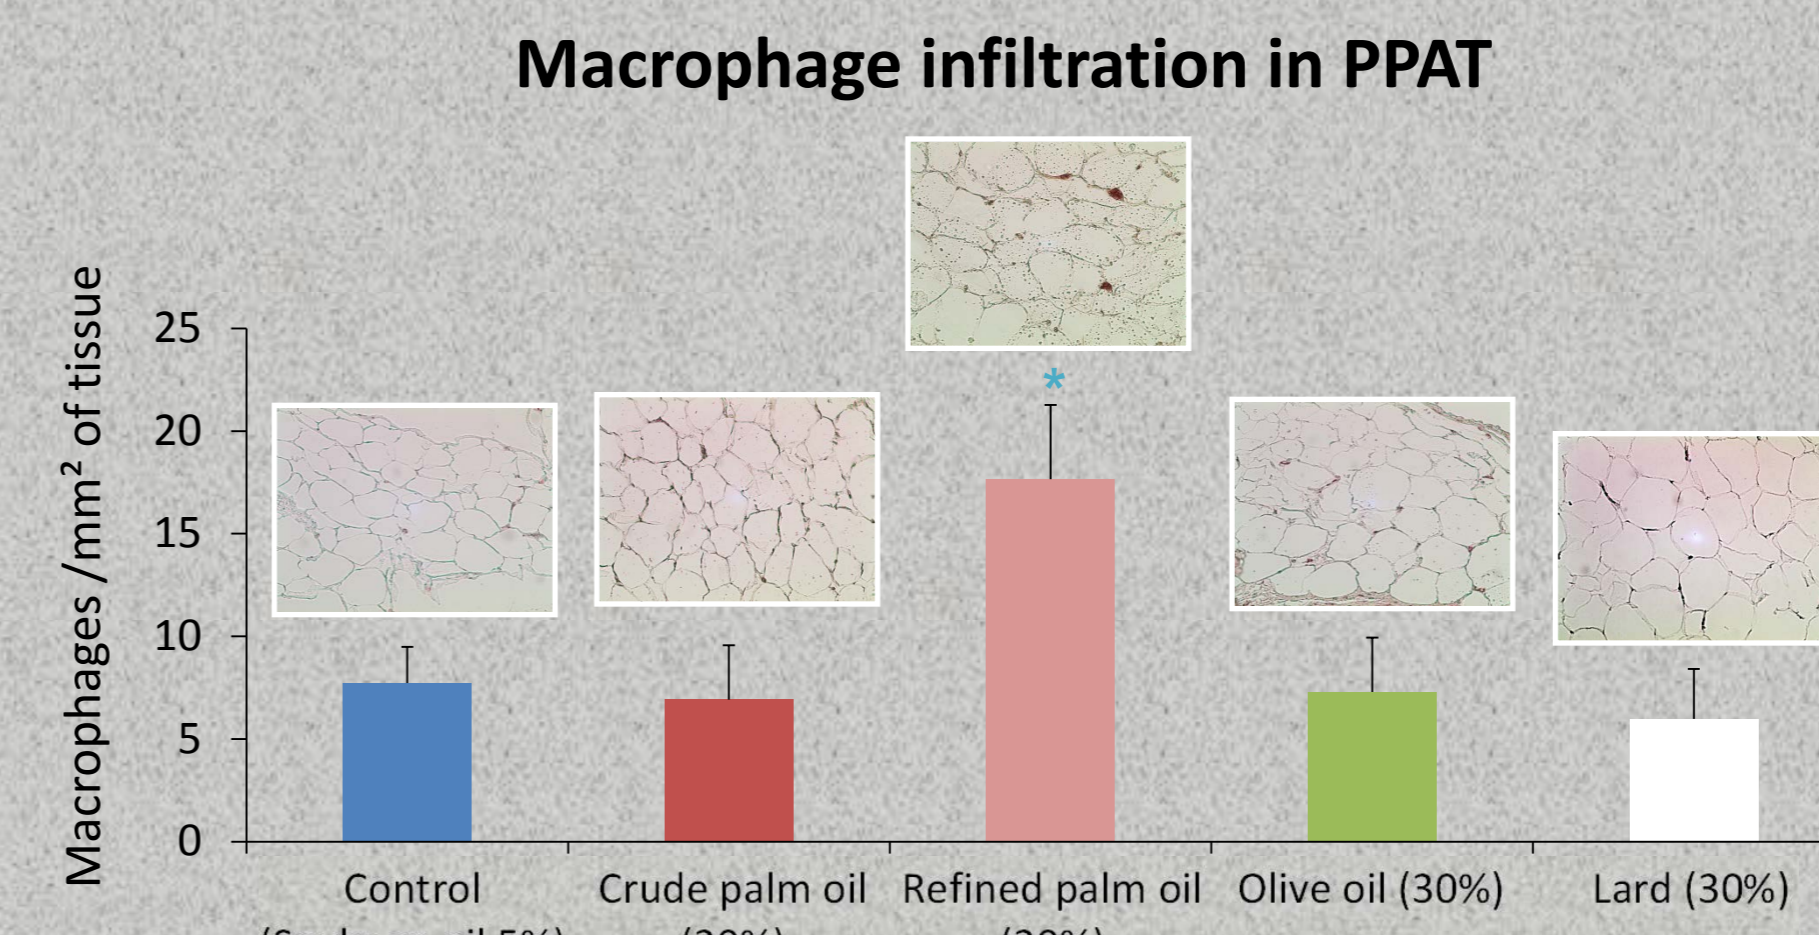 Macrophage infiltration in PPAT
Macrophages /mm² of tissue
25
20
15
10
5
0
*
Control
Crude palm oil
Refined palm oil
Olive oil (30%)
Lard (30%)